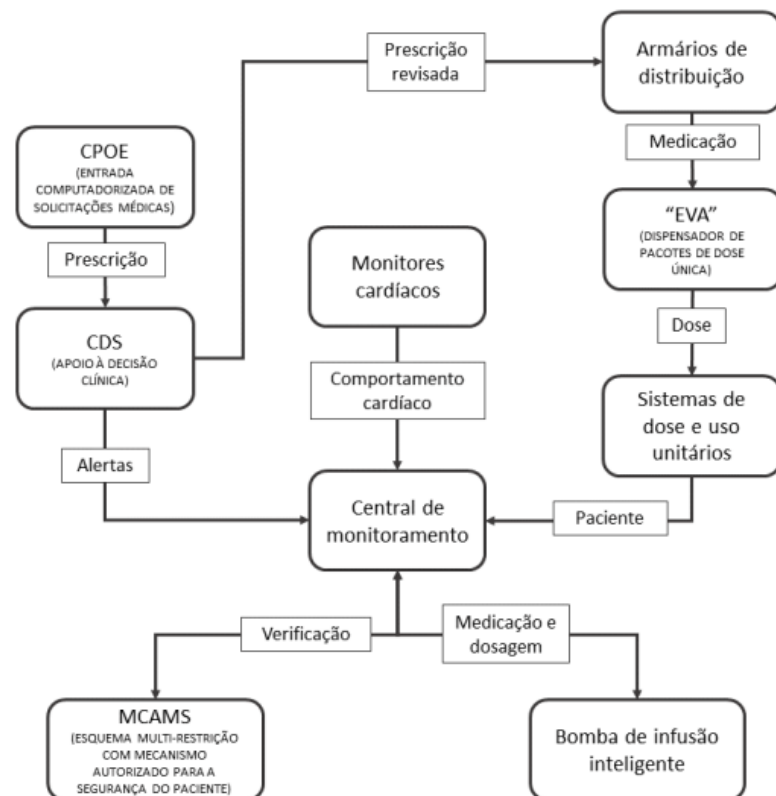 Prescrição
revisada
Armários de
distribuição
Medicação
CPOE
(ENTRADA
COMPUTADORIZADA DE
SOLICITAÇÕES MÉDICAS)
"EVA"
(DISPENSADOR DE
PACOTES DE DOSE
ÚNICA)
Prescrição
Monitores
cardíacos
CDS
(APOIO À DECISÃO
CLÍNICA)
Dose
Comportamento
cardíaco
Sistemas de
dose e uso
unitários
Alertas
Central de
monitoramento
Paciente
Verificação
Medicação e
dosagem
MCAMS
(ESQUEMA MULTI-RESTRIÇÃO
COM MECANISMO
AUTORIZADO PARA A
SEGURANÇA DO PACIENTE)
Bomba de infusão
inteligente